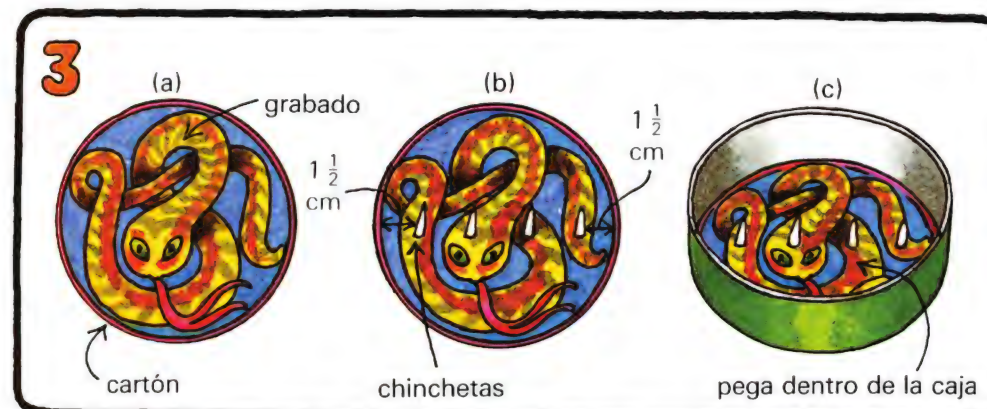 3
(a)
grabado
cartón
(b)
1 1/2
cm
1 1/2
cm
chinchetas
(c)
pega dentro de la caja